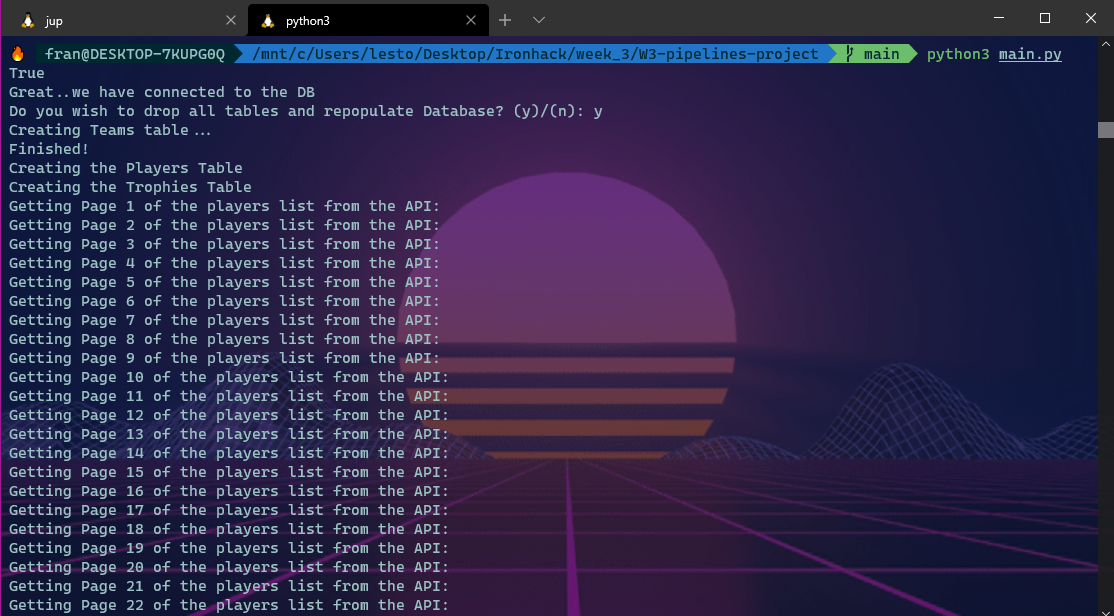 jup
python3
fran@DESKTOP-7KUPG0Q /mnt/c/Users/lesto/Desktop/Ironhack/week_3/W3-pipelines-project main python3 main.py
True
Great..we have connected to the DB
Do you wish to drop all tables and repopulate Database? (y)/(n): y
Creating Teams table...
Finished!
Creating the Players Table
Creating the Trophies Table
Getting Page 1 of the players list from the API:
Getting Page 2 of the players list from the API:
Getting Page 3 of the players list from the API:
Getting Page 4 of the players list from the API:
Getting Page 5 of the players list from the API:
Getting Page 6 of the players list from the API:
Getting Page 7 of the players list from the API:
Getting Page 8 of the players list from the API:
Getting Page 9 of the players list from the API:
Getting Page 10 of the players list from the API:
Getting Page 11 of the players list from the API:
Getting Page 12 of the players list from the API:
Getting Page 13 of the players list from the API:
Getting Page 14 of the players list from the API:
Getting Page 15 of the players list from the API:
Getting Page 16 of the players list from the API:
Getting Page 17 of the players list from the API:
Getting Page 18 of the players list from the API:
Getting Page 19 of the players list from the API:
Getting Page 20 of the players list from the API:
Getting Page 21 of the players list from the API:
Getting Page 22 of the players list from the API: